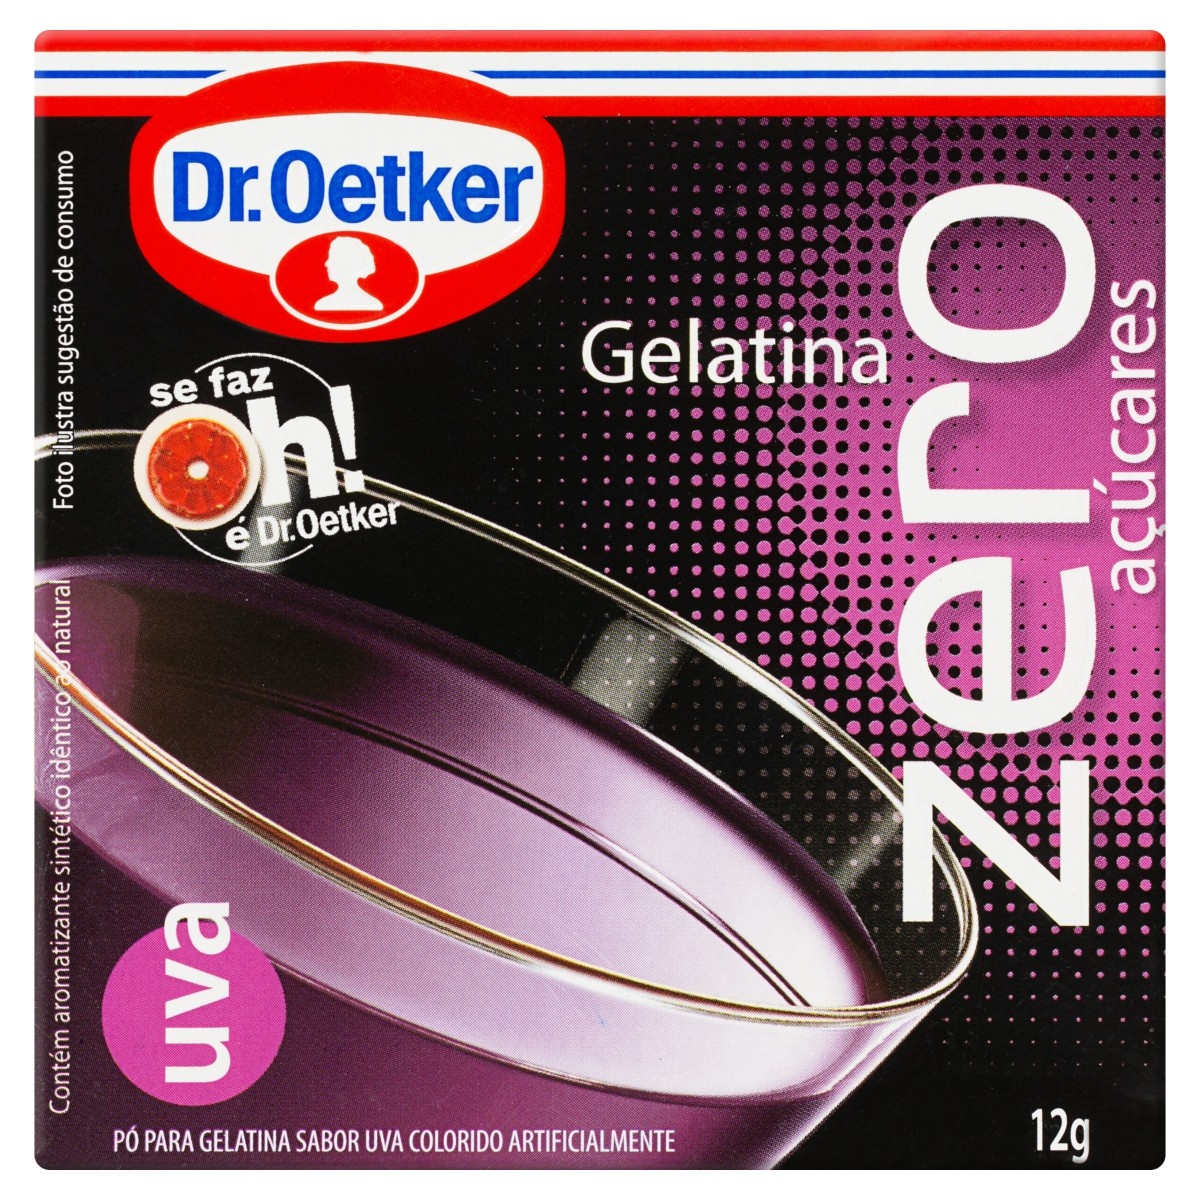 Dr.Oetker
Gelatina
zero
açúcares
se faz
Oh!
é Dr.Oetker
Foto ilustra sugestão de consumo
Contém aromatizante sintético idêntico ao natural
uva
PÓ PARA GELATINA SABOR UVA COLORIDO ARTIFICIALMENTE
12g